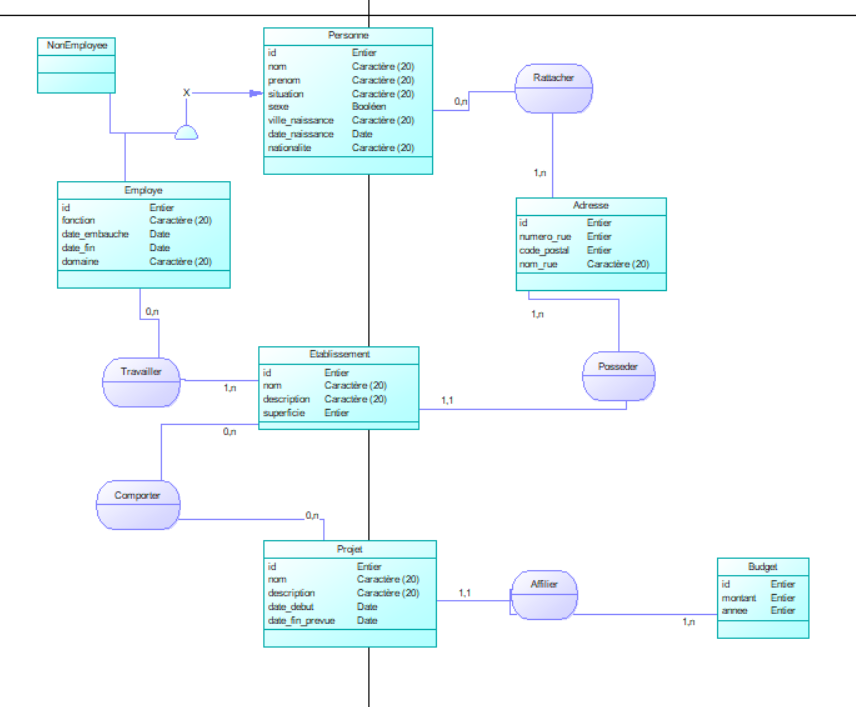 NonEmployee
Personne
id Entier
nom Caractère (20)
prenom Caractère (20)
situation Caractère (20)
sexe Booléen
ville_naissance Caractère (20)
date_naissance Date
nationalite Caractère (20)
X
0,n
Rattacher
1,n
Employe
id Entier
fonction Caractère (20)
date_embauche Date
date_fin Date
domaine Caractère (20)
Adresse
id Entier
numero_rue Entier
code_postal Entier
nom_rue Caractère (20)
0,n
1,n
Travailler
1,n
Etablissement
id Entier
nom Caractère (20)
description Caractère (20)
superficie Entier
Posseder
1,1
0,n
Comporter
0,n
Projet
id Entier
nom Caractère (20)
description Caractère (20)
date_debut Date
date_fin_prevue Date
1,1
Affilier
1,n
Budget
id Entier
montant Entier
annee Entier